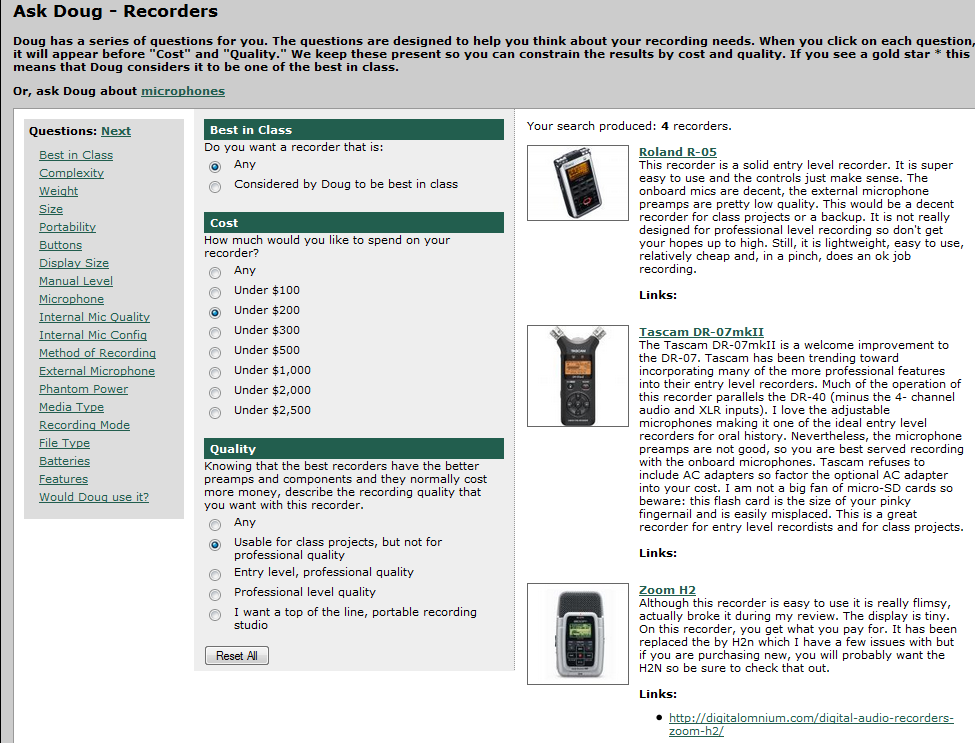 Ask Doug - Recorders
Doug has a series of questions for you. The questions are designed to help you think about your recording needs. When you click on each question,
it will appear before "Cost" and "Quality." We keep these present so you can constrain the results by cost and quality. If you see a gold star * this
means that Doug considers it to be one of the best in class.
Or, ask Doug about microphones
Questions: Next
Best in Class
Complexity
Weight
Size
Portability
Buttons
Display Size
Manual Level
Microphone
Internal Mic Quality
Internal Mic Config
Method of Recording
External Microphone
Phantom Power
Media Type
Recording Mode
File Type
Batteries
Features
Would Doug use it?
Best in Class
Do you want a recorder that is:
Any
Considered by Doug to be best in class
Cost
How much would you like to spend on your
recorder?
Any
Under $100
Under $200
Under $300
Under $500
Under $1,000
Under $2,000
Under $2,500
Quality
Knowing that the best recorders have the better
preamps and components and they normally cost
more money, describe the recording quality that
you want with this recorder.
Any
Usable for class projects, but not for
professional quality
Entry level, professional quality
Professional level quality
I want a top of the line, portable recording
studio
Reset All
Your search produced: 4 recorders.
Roland R-05
This recorder is a solid entry level recorder. It is super
easy to use and the controls just make sense. The
onboard mics are decent, the external microphone
preamps are pretty low quality. This would be a decent
recorder for class projects or a backup. It is not really
designed for professional level recording so don't get
your hopes up to high. Still, it is lightweight, easy to use,
relatively cheap and, in a pinch, does an ok job
recording.
Links:
Tascam DR-07mkII
The Tascam DR-07mkII is a welcome improvement to
the DR-07. Tascam has been trending toward
incorporating many of the more professional features
into their entry level recorders. Much of the operation of
this recorder parallels the DR-40 (minus the 4- channel
audio and XLR inputs). I love the adjustable
microphones making it one of the ideal entry level
recorders for oral history. Nevertheless, the microphone
preamps are not good, so you are best served recording
with the onboard microphones. Tascam refuses to
include AC adapters so factor the optional AC adapter
into your cost. I am not a big fan of micro-SD cards so
beware: this flash card is the size of your pinky
fingernail and is easily misplaced. This is a great
recorder for entry level recordists and for class projects.
Links:
Zoom H2
Although this recorder is easy to use it is really flimsy,
actually broke it during my review. The display is tiny.
On this recorder, you get what you pay for. It has been
replaced the by H2n which I have a few issues with but
if you are purchasing new, you will probably want the
H2N so be sure to check that out.
Links:
http://digitalomnium.com/digital-audio-recorders-
zoom-h2/